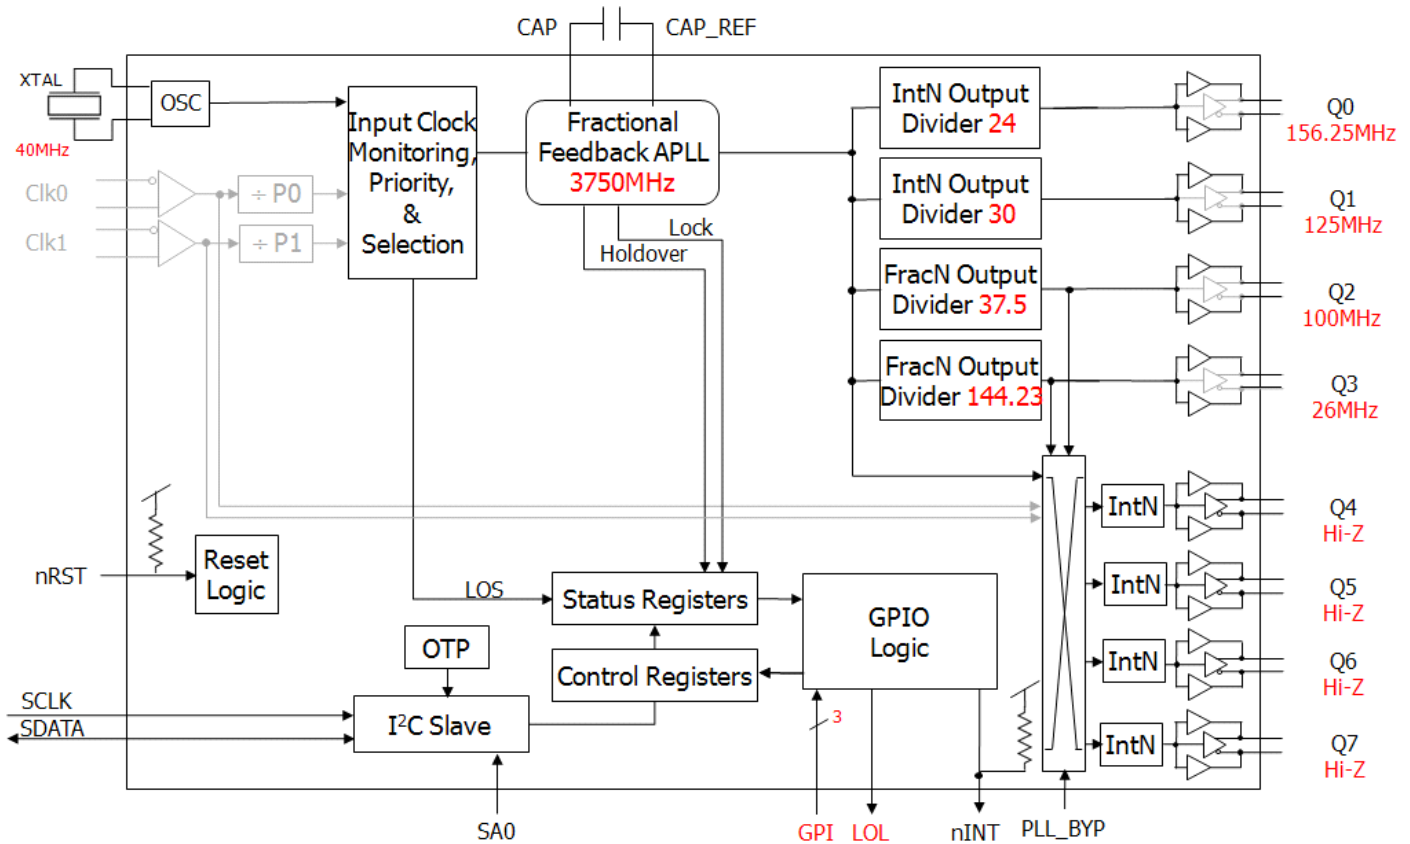 CAP
CAP_REF
XTAL
OSC
40MHz
Input Clock
Monitoring,
Priority,
&
Selection
Fractional
Feedback APLL
3750MHz
IntN Output
Divider 24
Q0
156.25MHz
Clk0
÷ P0
Clk1
÷ P1
IntN Output
Divider 30
Q1
125MHz
Lock
Holdover
FracN Output
Divider 37.5
Q2
100MHz
FracN Output
Divider 144.23
Q3
26MHz
IntN
Q4
Hi-Z
nRST
Reset
Logic
LOS
Status Registers
GPIO
Logic
IntN
Q5
Hi-Z
OTP
Control Registers
IntN
Q6
Hi-Z
SCLK
SDATA
I²C Slave
3
IntN
Q7
Hi-Z
SA0
GPI
LOL
nINT
PLL_BYP